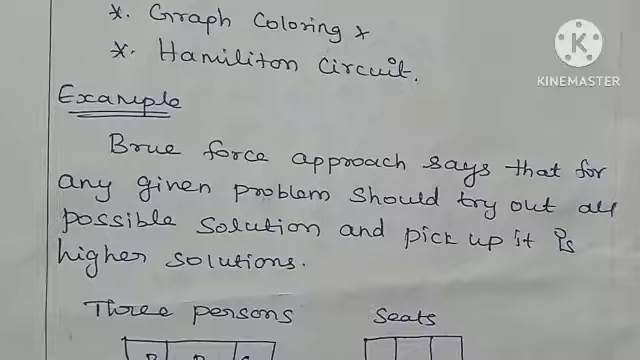 *. Graph Coloring *
*. Hamiliton Circuit.
KINEMASTER
Example
Brue force approach says that for
any given problem should try out all
possible solution and pick up it is
higher solutions.
Three persons Seats